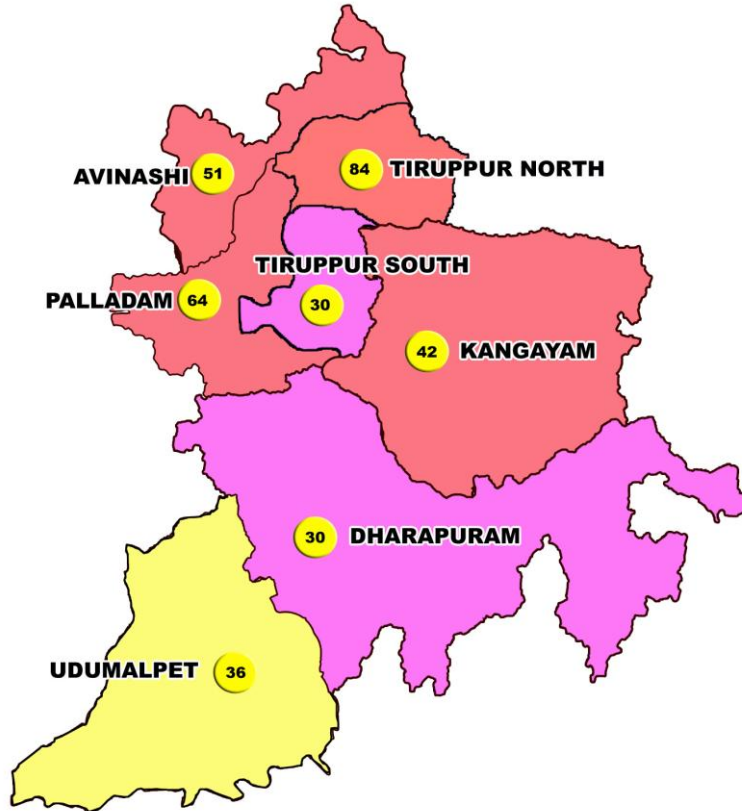 AVINASHI 51
84 TIRUPPUR NORTH
TIRUPPUR SOUTH
PALLADAM 64
30
42 KANGAYAM
30 DHARAPURAM
UDUMALPET 36